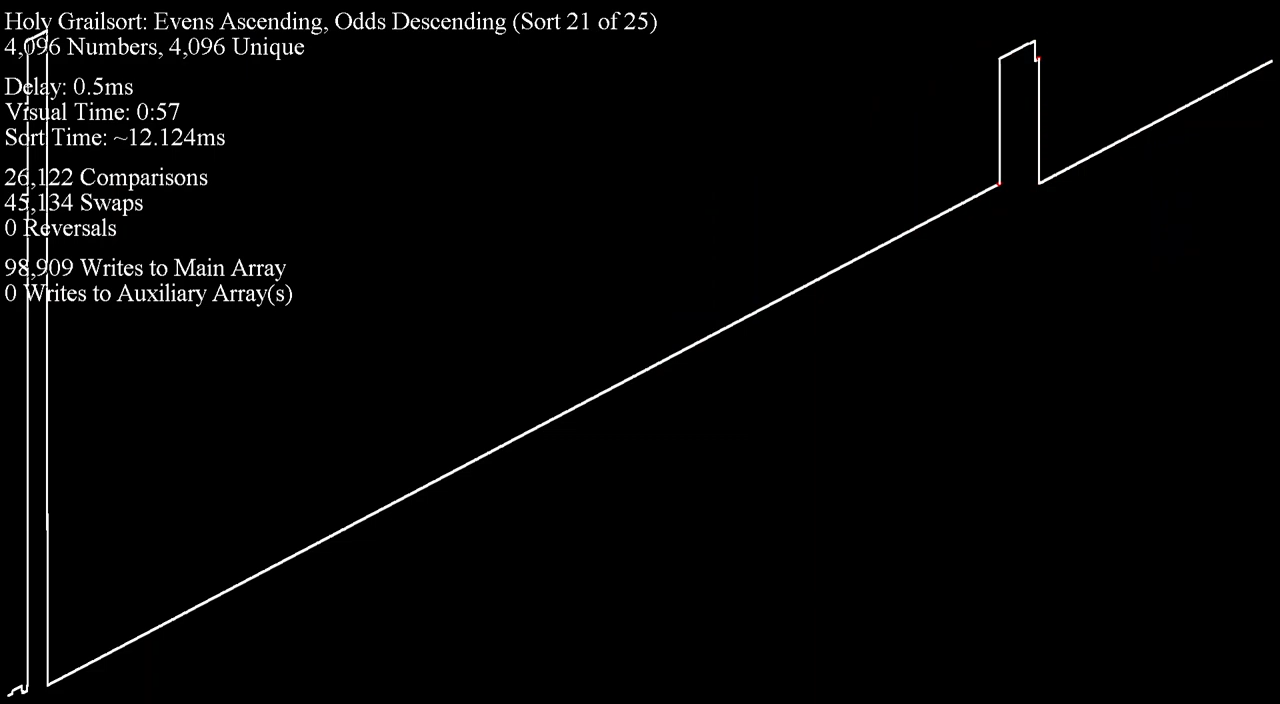 Holy Grailsort: Evens Ascending, Odds Descending (Sort 21 of 25)
4,096 Numbers, 4,096 Unique
Delay: 0.5ms
Visual Time: 0:57
Sort Time: ~12.124ms
26,122 Comparisons
45,134 Swaps
0 Reversals
98,909 Writes to Main Array
0 Writes to Auxiliary Array(s)